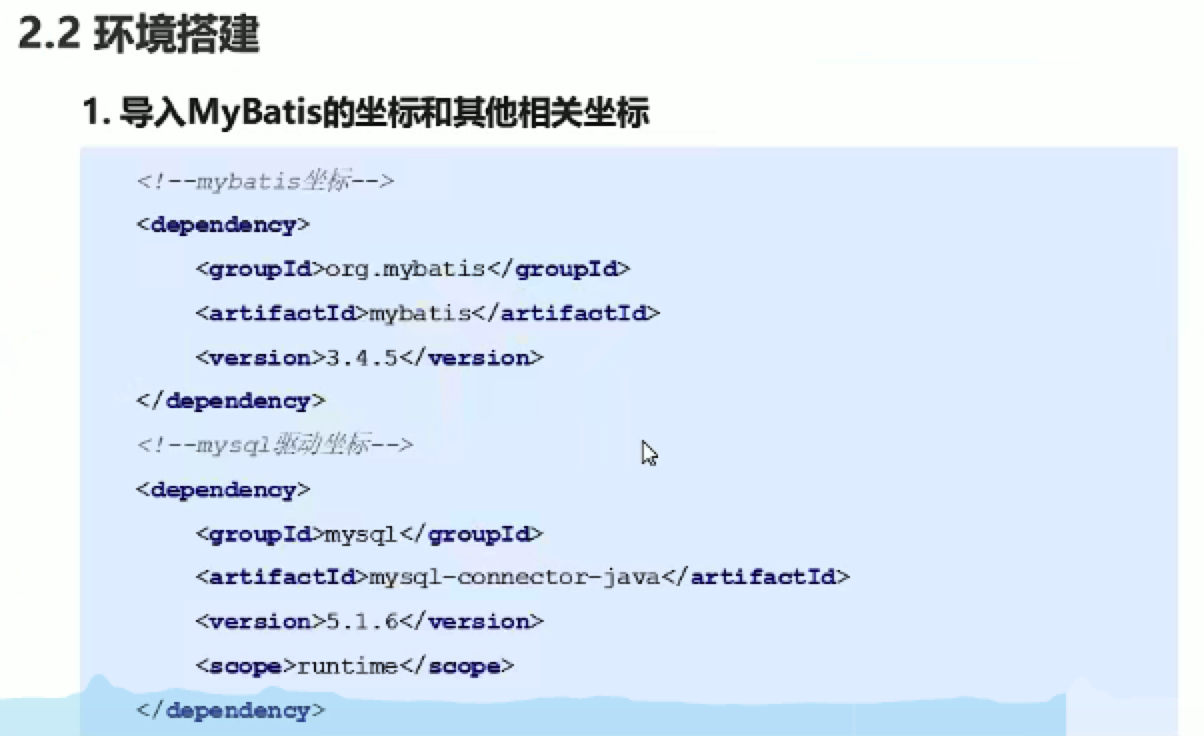 2.2 环境搭建
1. 导入MyBatis的坐标和其他相关坐标
<!--mybatis坐标-->
<dependency>
<groupId>org.mybatis</groupId>
<artifactId>mybatis</artifactId>
<version>3.4.5</version>
</dependency>
<!--mysql驱动坐标-->
<dependency>
<groupId>mysql</groupId>
<artifactId>mysql-connector-java</artifactId>
<version>5.1.6</version>
<scope>runtime</scope>
</dependency>